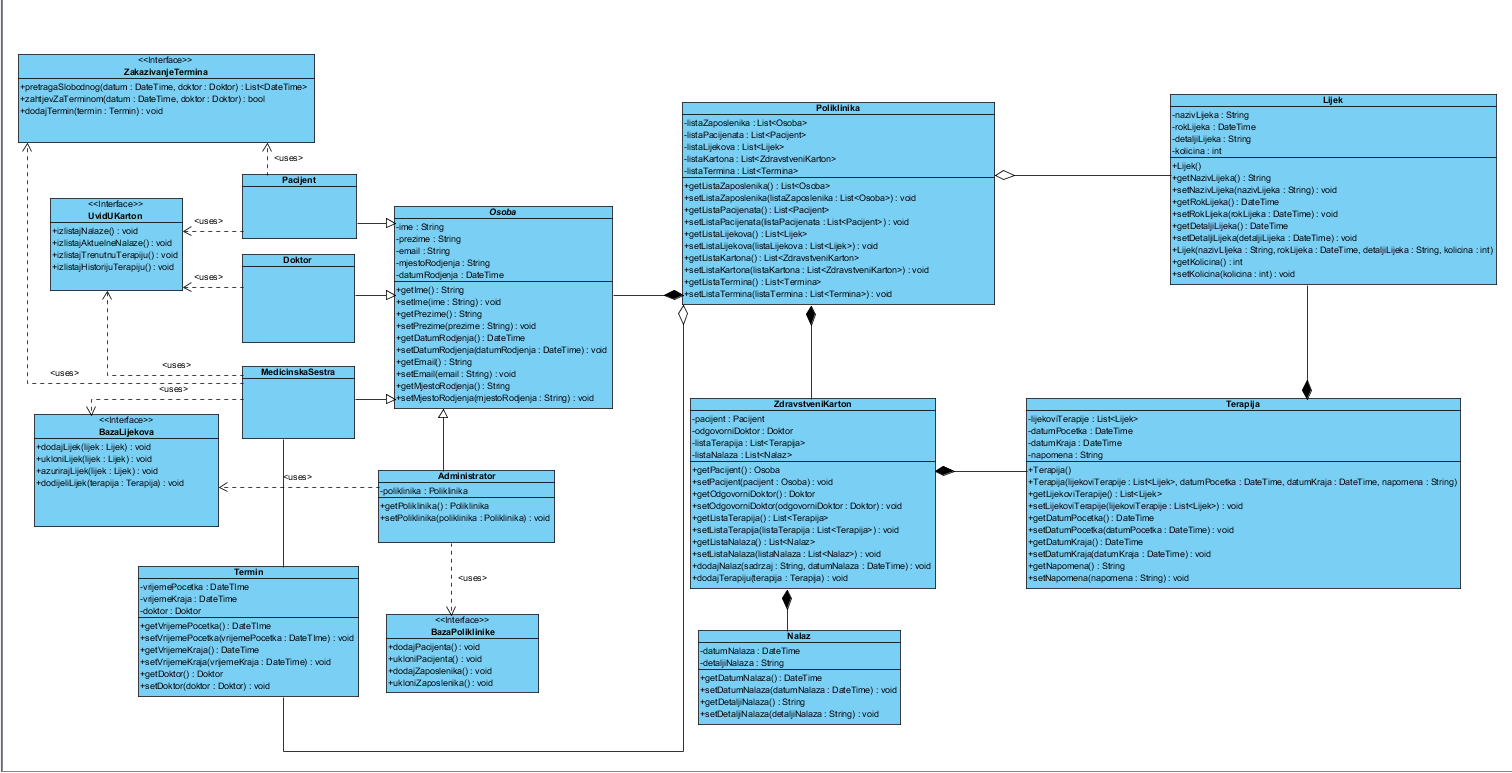 <<Interface>>
ZakazivanjeTermina
+pretragaSlobodnog(datum : DateTime, doktor : Doktor) : List<DateTime>
+zahtjevZaTerminom(datum : DateTime, doktor : Doktor) : bool
+dodajTermin(termin : Termin) : void
<uses>
Pacijent
<<Interface>>
UvidUKarton
+izlistajNalaze() : void
+izlistajAktuelneNalaze() : void
+izlistajTrenutnuTerapiju() : void
+izlistajHistorijuTerapiju() : void
<uses>
<uses>
Doktor
<uses>
<uses>
<uses>
MedicinskaSestra
<<Interface>>
BazaLijekova
+dodajLijek(lijek : Lijek) : void
+ukloniLijek(lijek : Lijek) : void
+azurirajLijek(lijek : Lijek) : void
+dodijeliLijek(terapija : Terapija) : void
<uses>
Osoba
-ime : String
-prezime : String
-email : String
-mjestoRodjenja : String
-datumRodjenja : DateTime
+getIme() : String
+setIme(ime : String) : void
+getPrezime() : String
+setPrezime(prezime : String) : void
+getDatumRodjenja() : DateTime
+setDatumRodjenja(datumRodjenja : DateTime) : void
+getEmail() : String
+setEmail(email : String) : void
+getMjestoRodjenja() : String
+setMjestoRodjenja(mjestoRodjenja : String) : void
Administrator
-poliklinika : Poliklinika
+getPoliklinika() : Poliklinika
+setPoliklinika(poliklinika : Poliklinika) : void
<uses>
Termin
-vrijemePocetka : DateTIme
-vrijemeKraja : DateTime
-doktor : Doktor
+getVrijemePocetka() : DateTIme
+setVrijemePocetka(vrijemePocetka : DateTIme) : void
+getVrijemeKraja() : DateTime
+setVrijemeKraja(vrijemeKraja : DateTime) : void
+getDoktor() : Doktor
+setDoktor(doktor : Doktor) : void
<<Interface>>
BazaPoliklinike
+dodajPacijenta() : void
+ukloniPacijenta() : void
+dodajZaposlenika() : void
+ukloniZaposlenika() : void
Poliklinika
-listaZaposlenika : List<Osoba>
-listaPacijenata : List<Pacijent>
-listaLijekova : List<Lijek>
-listaKartona : List<ZdravstveniKarton>
-listaTermina : List<Termina>
+getListaZaposlenika() : List<Osoba>
+setListaZaposlenika(listaZaposlenika : List<Osoba>) : void
+getListaPacijenata() : List<Pacijent>
+setListaPacijenata(listaPacijenata : List<Pacijent>) : void
+getListaLijekova() : List<Lijek>
+setListaLijekova(listaLijekova : List<Lijek>) : void
+getListaKartona() : List<ZdravstveniKarton>
+setListaKartona(listaKartona : List<ZdravstveniKarton>) : void
+getListaTermina() : List<Termina>
+setListaTermina(listaTermina : List<Termina>) : void
Lijek
-nazivLijeka : String
-rokLijeka : DateTime
-detaljiLijeka : String
-kolicina : int
+Lijek()
+getNazivLijeka() : String
+setNazivLijeka(nazivLijeka : String) : void
+getRokLijeka() : DateTime
+setRokLijeka(rokLijeka : DateTime) : void
+getDetaljiLijeka() : DateTime
+setDetaljiLijeka(detaljiLijeka : DateTime) : void
+Lijek(nazivLIjeka : String, rokLijeka : DateTime, detaljiLijeka : String, kolicina : int)
+getKolicina() : int
+setKolicina(kolicina : int) : void
ZdravstveniKarton
-pacijent : Pacijent
-odgovorniDoktor : Doktor
-listaTerapija : List<Terapija>
-listaNalaza : List<Nalaz>
+getPacijent() : Osoba
+setPacijent(pacijent : Osoba) : void
+getOdgovorniDoktor() : Doktor
+setOdgovorniDoktor(odgovorniDoktor : Doktor) : void
+getListaTerapija() : List<Terapija>
+setListaTerapija(listaTerapija : List<Terapija>) : void
+getListaNalaza() : List<Nalaz>
+setListaNalaza(listaNalaza : List<Nalaz>) : void
+dodajNalaz(sadrzaj : String, datumNalaza : DateTime) : void
+dodajTerapiju(terapija : Terapija) : void
Terapija
-lijekoviTerapije : List<Lijek>
-datumPocetka : DateTime
-datumKraja : DateTime
-napomena : String
+Terapija()
+Terapija(lijekoviTerapije : List<Lijek>, datumPocetka : DateTime, datumKraja : DateTime, napomena : String)
+getLijekoviTerapije() : List<Lijek>
+setLijekoviTerapije(lijekoviTerapije : List<Lijek>) : void
+getDatumPocetka() : DateTime
+setDatumPocetka(datumPocetka : DateTime) : void
+getDatumKraja() : DateTime
+setDatumKraja(datumKraja : DateTime) : void
+getNapomena() : String
+setNapomena(napomena : String) : void
Nalaz
-datumNalaza : DateTime
-detaljiNalaza : String
+getDatumNalaza() : DateTime
+setDatumNalaza(datumNalaza : DateTime) : void
+getDetaljiNalaza() : String
+setDetaljiNalaza(detaljiNalaza : String) : void